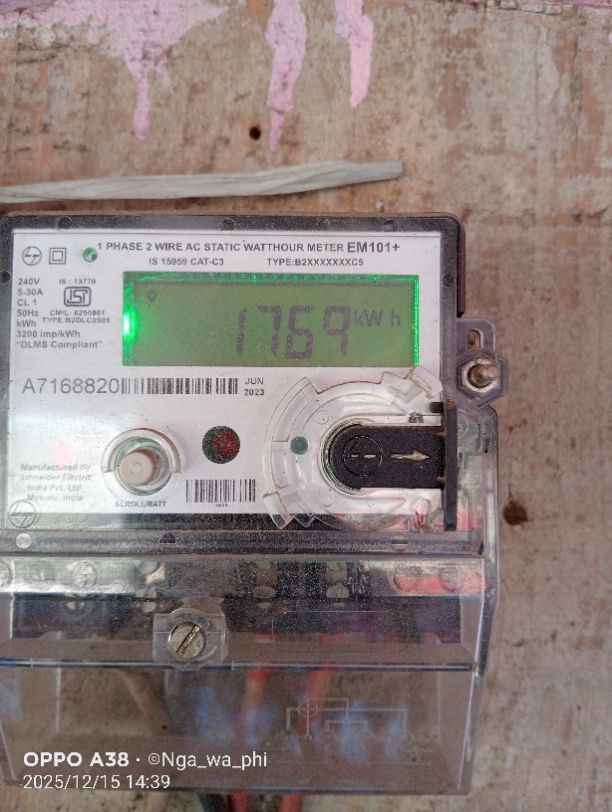 1 PHASE 2 WIRE AC STATIC WATTHOUR METER EM101+
IS 15959 CAT-C3 TYPE:B2XXXXXXXC5
240V IS : 13779
5-30A
CL 1
50Hz CM/L- 6250861
kWh TYPE:B2DLC0506
3200 imp/kWh
"DLMS Compliant"
1769 kWh
A7168820 JUN
2023
Manufactured By
Schneider Electric
India Pvt. Ltd.
Mysuru, India
SCROLL/BATT
OPPO A38 · ©Nga_wa_phi
2025/12/15 14:39